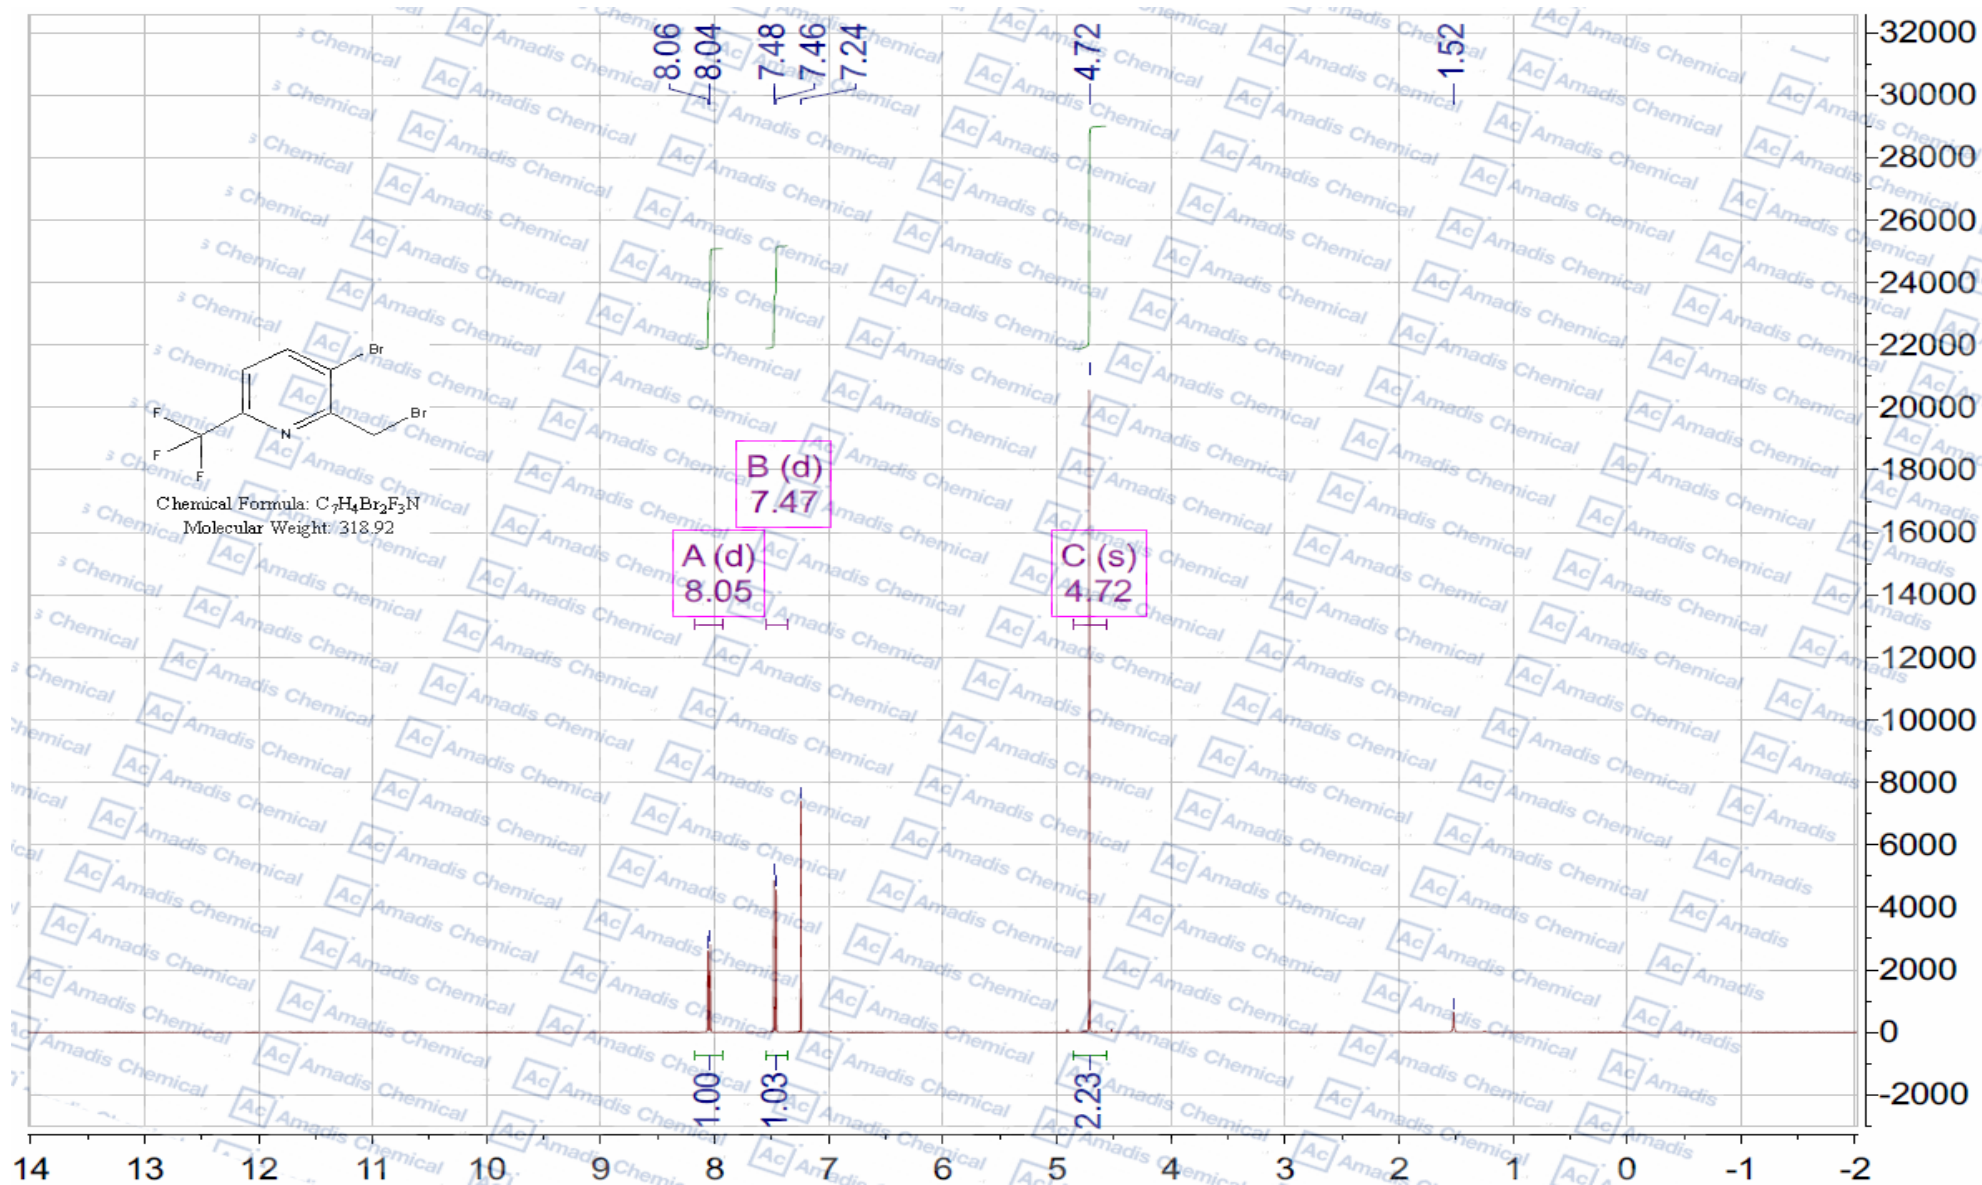 8.06
8.04
7.48
7.46
7.24
4.72
1.52
32000
30000
28000
26000
24000
22000
20000
18000
16000
14000
12000
10000
8000
6000
4000
2000
0
-2000
Br
Br
N
F
F
F
Chemical Formula: C₇H₄Br₂F₃N
Molecular Weight: 318.92
B (d)
7.47
A (d)
8.05
C (s)
4.72
1.00
1.03
2.23
14 13 12 11 10 9 8 7 6 5 4 3 2 1 0 -1 -2
Ac Amadis Chemical